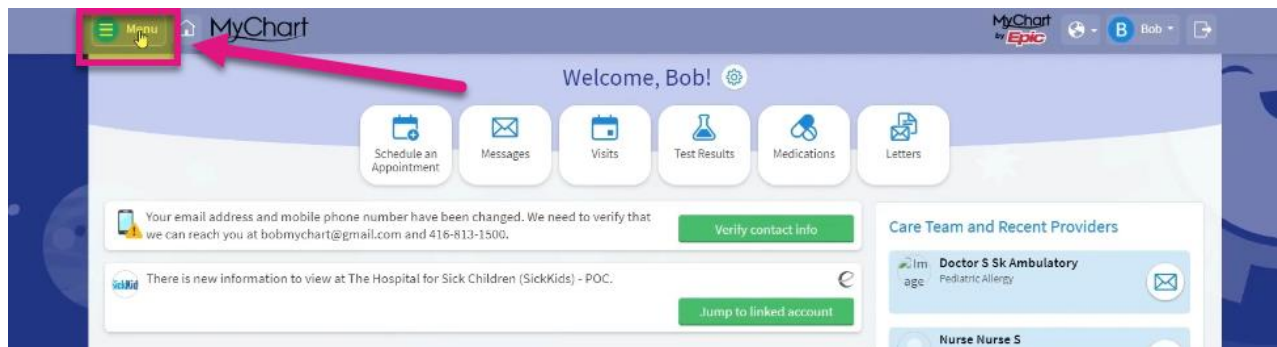 Menu MyChart
MyChart
by Epic
B Bob
Welcome, Bob!
Schedule an
Appointment
Messages
Visits
Test Results
Medications
Letters
Your email address and mobile phone number have been changed. We need to verify that
we can reach you at bobmychart@gmail.com and 416-813-1500.
Verify contact info
SickKid
There is new information to view at The Hospital for Sick Children (SickKids) - POC.
Jump to linked account
Care Team and Recent Providers
Im
age
Doctor S Sk Ambulatory
Pediatric Allergy
Nurse Nurse S